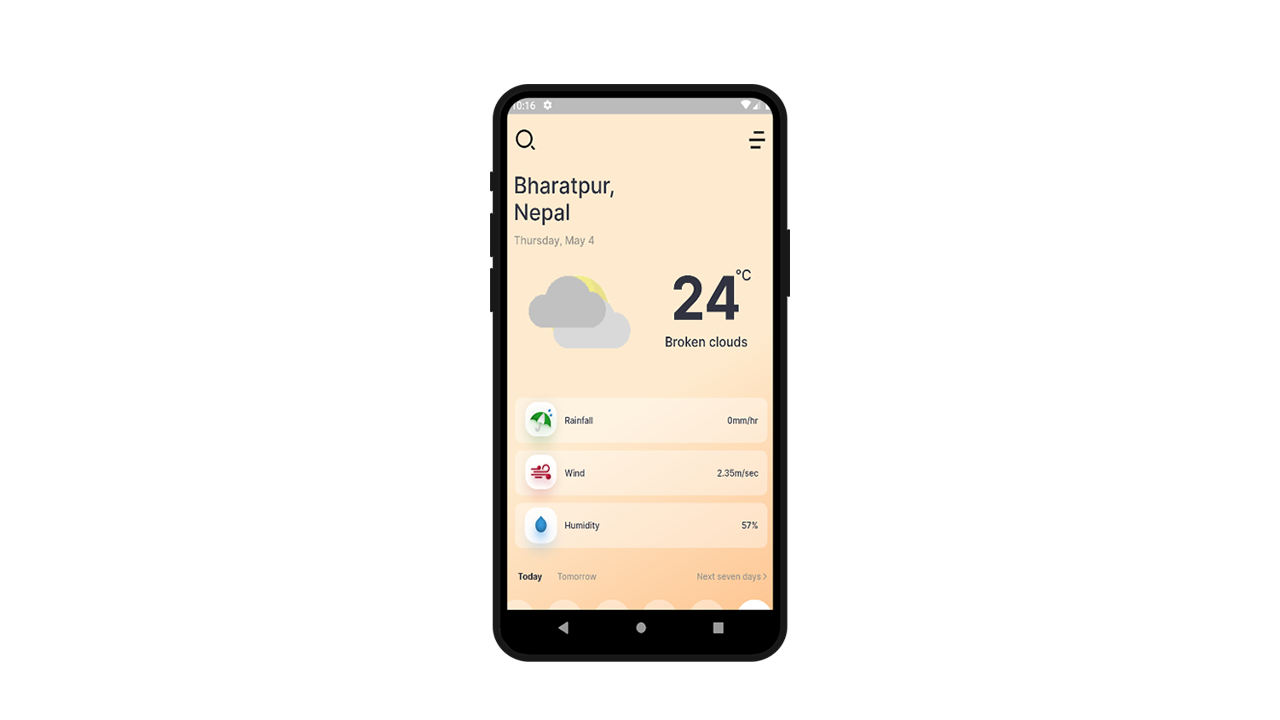 10:16
Bharatpur,
Nepal
Thursday, May 4
24°C
Broken clouds
Rainfall 0mm/hr
Wind 2.35m/sec
Humidity 57%
Today Tomorrow Next seven days >